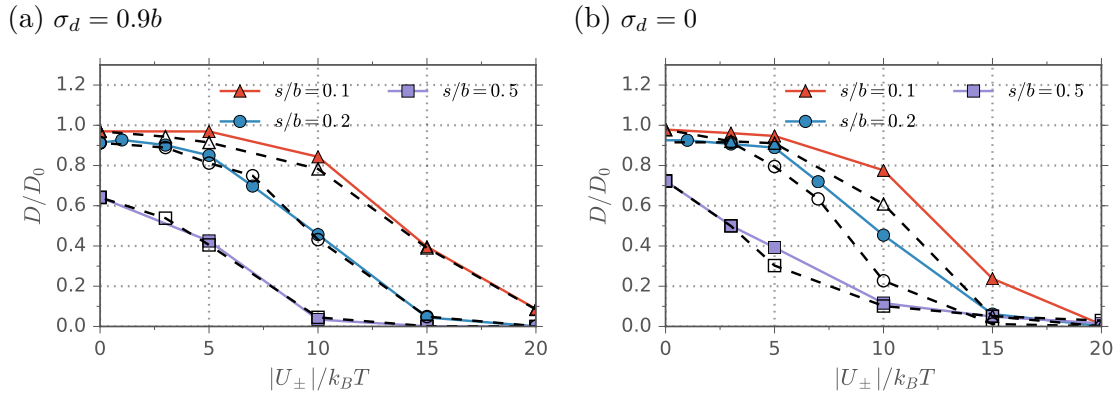 (a) σ_d = 0.9b
D/D_0
1.2
1.0
0.8
0.6
0.4
0.2
0.0
s/b = 0.1
s/b = 0.2
s/b = 0.5
0 5 10 15 20
|U_±|/k_BT
(b) σ_d = 0
D/D_0
1.2
1.0
0.8
0.6
0.4
0.2
0.0
s/b = 0.1
s/b = 0.2
s/b = 0.5
0 5 10 15 20
|U_±|/k_BT